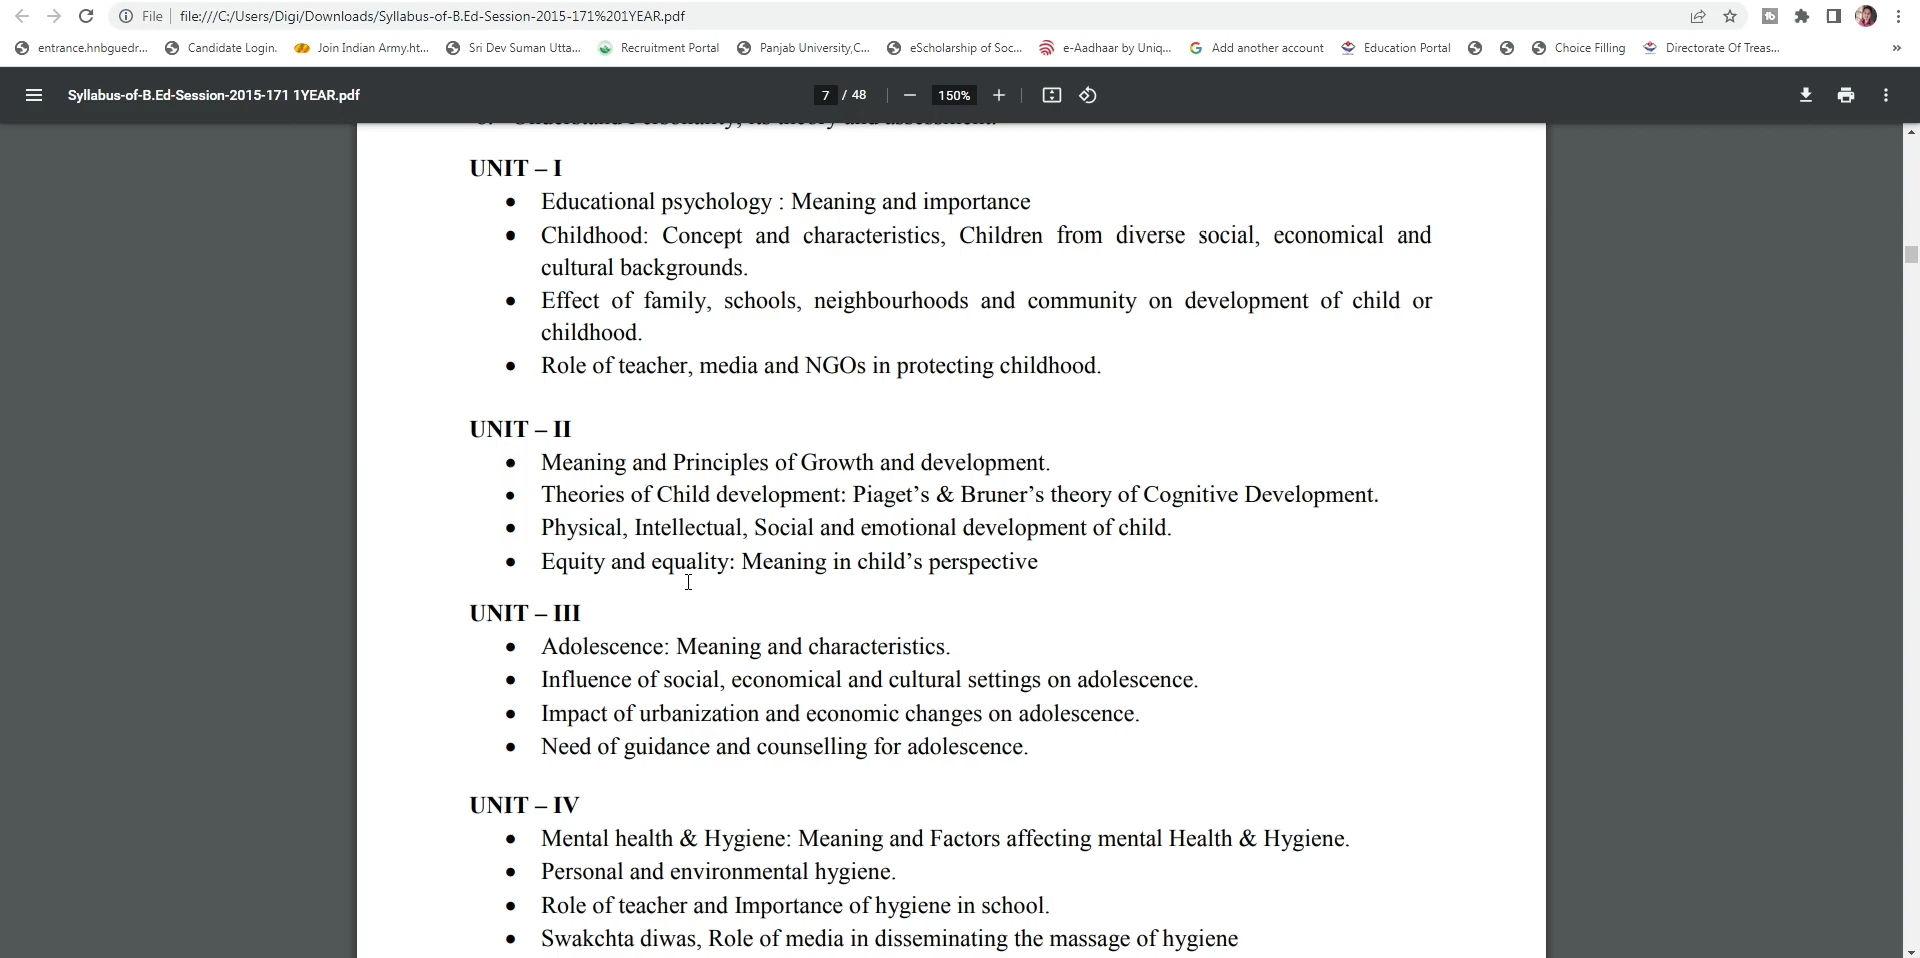 File file:///C:/Users/Digi/Downloads/Syllabus-of-B.Ed-Session-2015-171%201YEAR.pdf
entrance.hnbguedr... Candidate Login. Join Indian Army.ht... Sri Dev Suman Utta... Recruitment Portal Panjab University,C... eScholarship of Soc... e-Aadhaar by Uniq... Add another account Education Portal Choice Filling Directorate Of Treas... »
Syllabus-of-B.Ed-Session-2015-171 1YEAR.pdf 7 / 48 150%
UNIT – I
• Educational psychology : Meaning and importance
• Childhood: Concept and characteristics, Children from diverse social, economical and
cultural backgrounds.
• Effect of family, schools, neighbourhoods and community on development of child or
childhood.
• Role of teacher, media and NGOs in protecting childhood.
UNIT – II
• Meaning and Principles of Growth and development.
• Theories of Child development: Piaget’s & Bruner’s theory of Cognitive Development.
• Physical, Intellectual, Social and emotional development of child.
• Equity and equality: Meaning in child’s perspective
UNIT – III
• Adolescence: Meaning and characteristics.
• Influence of social, economical and cultural settings on adolescence.
• Impact of urbanization and economic changes on adolescence.
• Need of guidance and counselling for adolescence.
UNIT – IV
• Mental health & Hygiene: Meaning and Factors affecting mental Health & Hygiene.
• Personal and environmental hygiene.
• Role of teacher and Importance of hygiene in school.
• Swakchta diwas, Role of media in disseminating the massage of hygiene